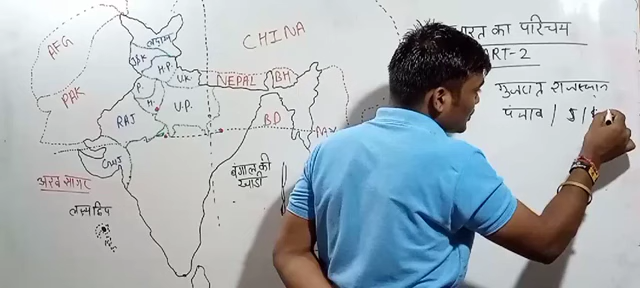 भारत का परिचय
PART-2
CHINA
AFG
लद्दाख
J&K
H.P.
UK
NEPAL
BH
PAK
P.
H.
U.P.
RAJ
BD
GUJ
गुजरात राजस्थान
पंजाब / J /
बंगाल की
खाड़ी
अरब सागर
लक्ष्यद्विप